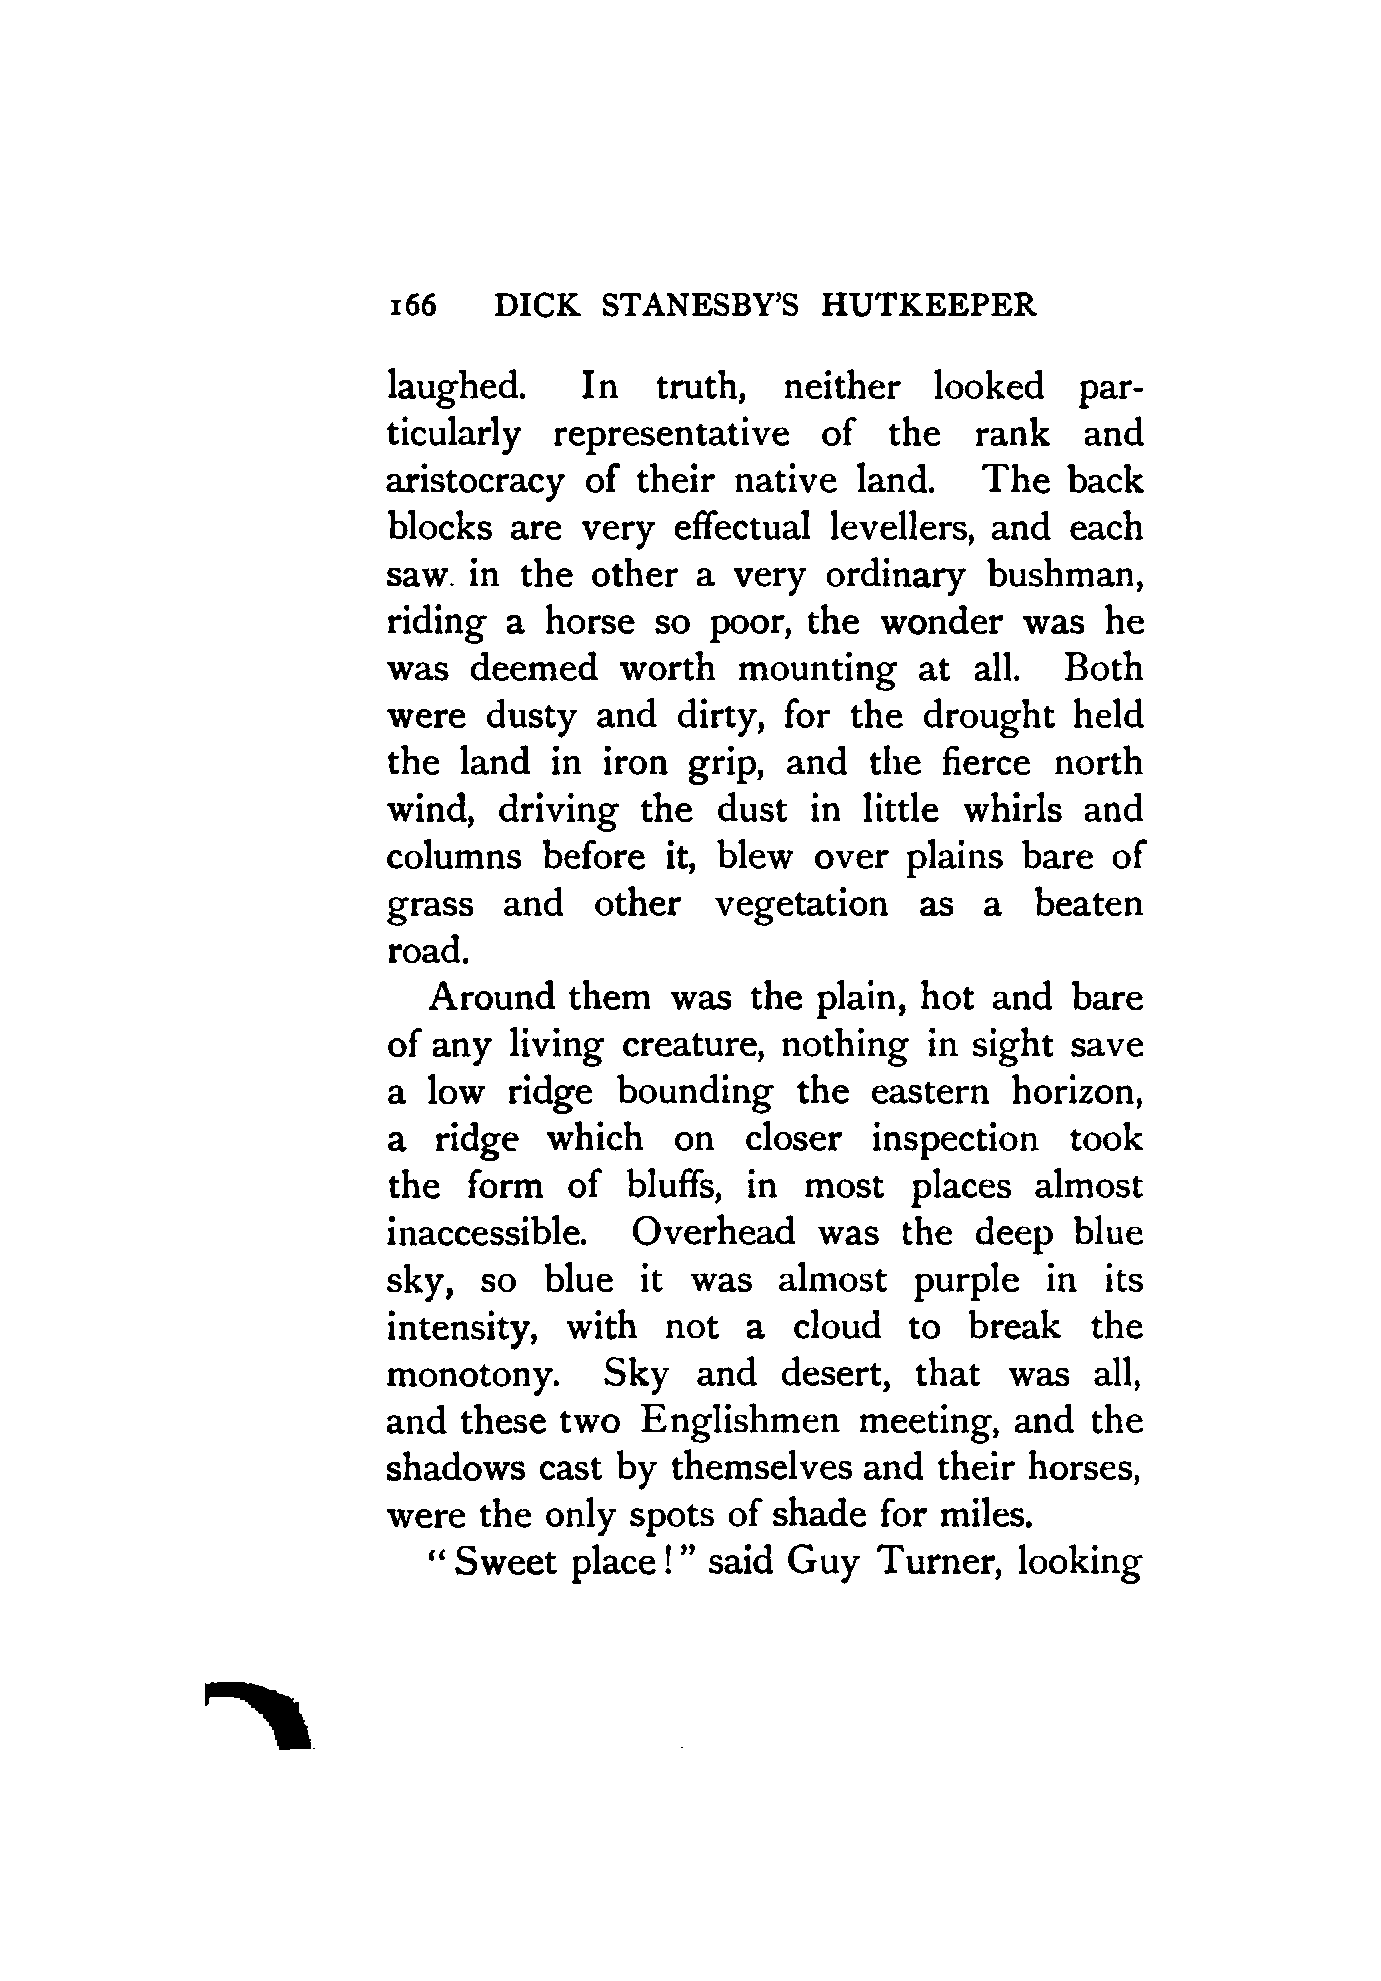 166 DICK STANESBY'S HUTKEEPER
laughed. In truth, neither looked par-
ticularly representative of the rank and
aristocracy of their native land. The back
blocks are very effectual levellers, and each
saw. in the other a very ordinary bushman,
riding a horse so poor, the wonder was he
was deemed worth mounting at all. Both
were dusty and dirty, for the drought held
the land in iron grip, and the fierce north
wind, driving the dust in little whirls and
columns before it, blew over plains bare of
grass and other vegetation as a beaten
road.
Around them was the plain, hot and bare
of any living creature, nothing in sight save
a low ridge bounding the eastern horizon,
a ridge which on closer inspection took
the form of bluffs, in most places almost
inaccessible. Overhead was the deep blue
sky, so blue it was almost purple in its
intensity, with not a cloud to break the
monotony. Sky and desert, that was all,
and these two Englishmen meeting, and the
shadows cast by themselves and their horses,
were the only spots of shade for miles.
"Sweet place!" said Guy Turner, looking